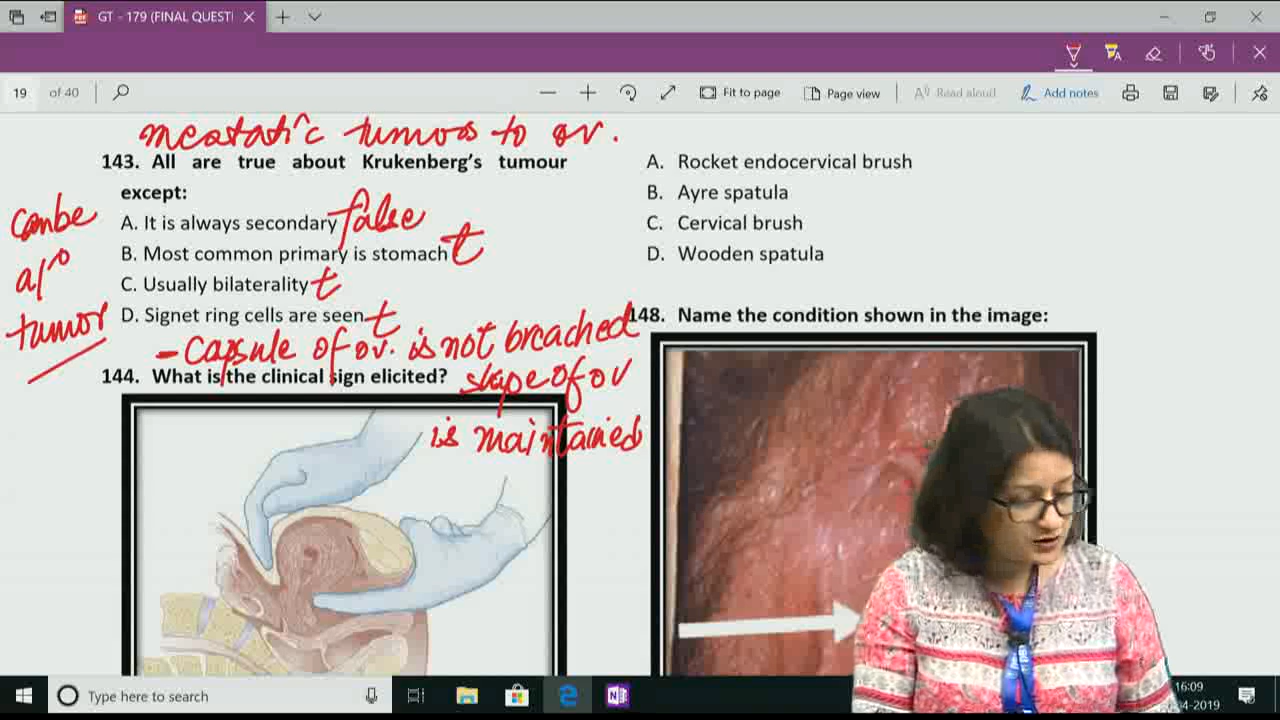 GT - 179 (FINAL QUESTI
19 of 40
Fit to page
Page view
Read aloud
Add notes
meatatic tumors to ov.
143. All are true about Krukenberg's tumour
except:
A. It is always secondary false
B. Most common primary is stomach t
C. Usually bilaterality t
D. Signet ring cells are seen t
can be
a 1°
tumor
- Capsule of ov. is not breached
shape of ov
is maintained
144. What is the clinical sign elicited?
A. Rocket endocervical brush
B. Ayre spatula
C. Cervical brush
D. Wooden spatula
148. Name the condition shown in the image:
Type here to search
16:09
04-2019